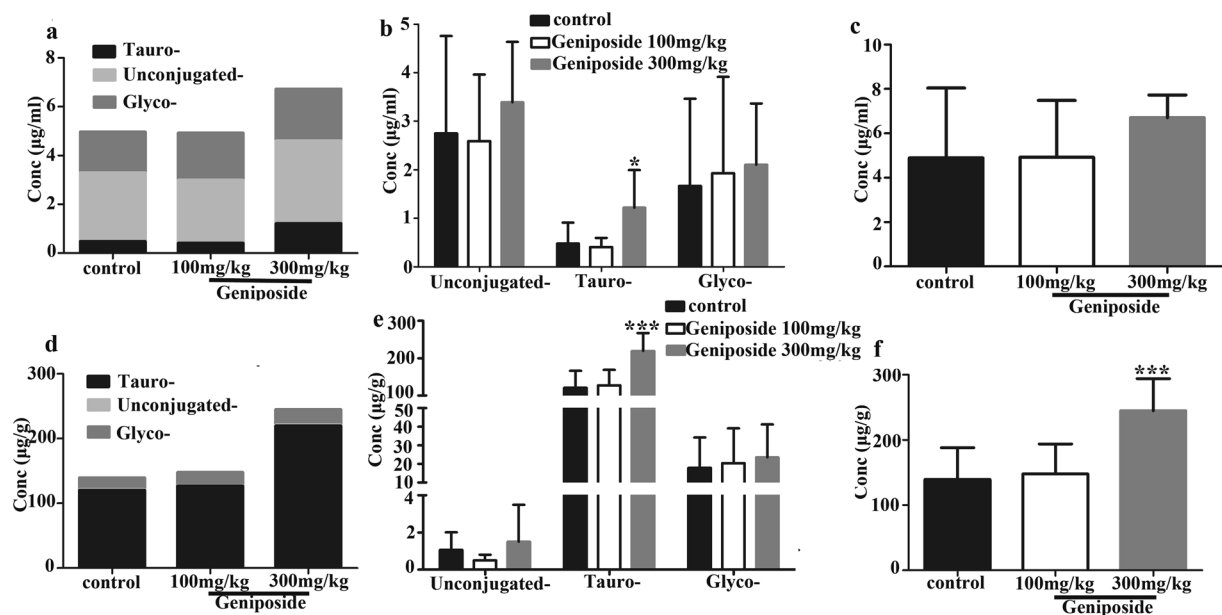 a
Tauro-
Unconjugated-
Glyco-
Conc (μg/ml)
8
6
4
2
0
control
100mg/kg
300mg/kg
Geniposide
b
control
Geniposide 100mg/kg
Geniposide 300mg/kg
Conc (μg/ml)
5
4
3
2
1
0
*
Unconjugated-
Tauro-
Glyco-
c
Conc (μg/ml)
10
8
6
4
2
0
control
100mg/kg
300mg/kg
Geniposide
d
Tauro-
Unconjugated-
Glyco-
Conc (μg/g)
300
200
100
0
control
100mg/kg
300mg/kg
Geniposide
e
control
Geniposide 100mg/kg
Geniposide 300mg/kg
Conc (μg/g)
300
200
100
50
40
30
20
10
4
2
0
***
Unconjugated-
Tauro-
Glyco-
f
Conc (μg/g)
300
200
100
0
***
control
100mg/kg
300mg/kg
Geniposide